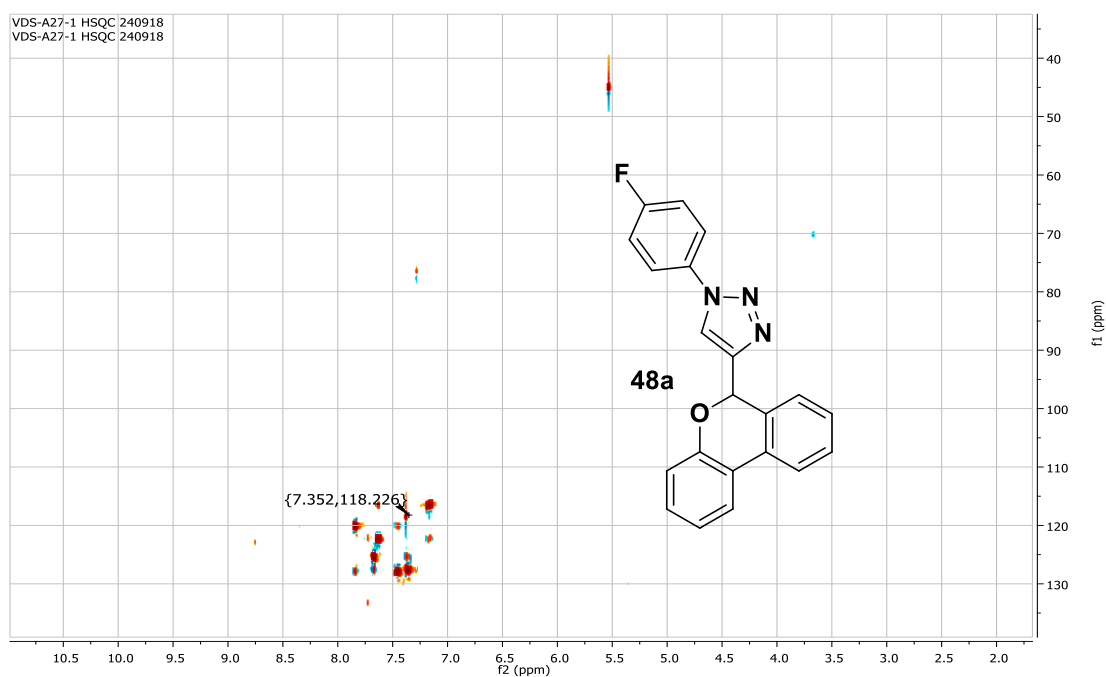 VDS-A27-1 HSQC 240918
VDS-A27-1 HSQC 240918
40
50
60
70
80
90
100
110
120
130
f1 (ppm)
F
N
N
N
48a
O
{7.352,118.226}
10.5 10.0 9.5 9.0 8.5 8.0 7.5 7.0 6.5 6.0 5.5 5.0 4.5 4.0 3.5 3.0 2.5 2.0
f2 (ppm)